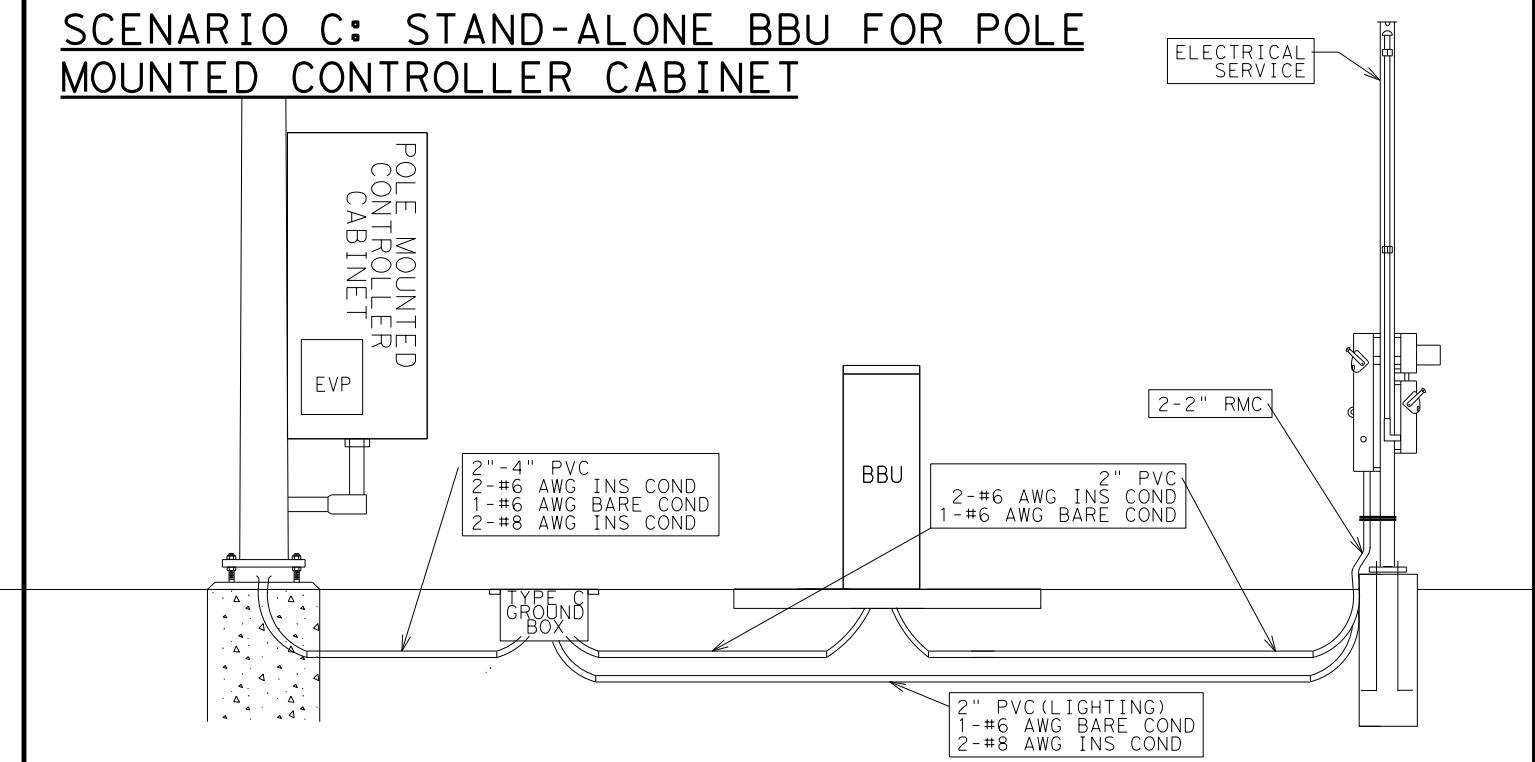 SCENARIO C: STAND-ALONE BBU FOR POLE
MOUNTED CONTROLLER CABINET
ELECTRICAL
SERVICE
POLE MOUNTED
CONTROLLER
CABINET
EVP
2-2" RMC
BBU
2"-4" PVC
2-#6 AWG INS COND
1-#6 AWG BARE COND
2-#8 AWG INS COND
2" PVC
2-#6 AWG INS COND
1-#6 AWG BARE COND
TYPE C
GROUND
BOX
2" PVC(LIGHTING)
1-#6 AWG BARE COND
2-#8 AWG INS COND